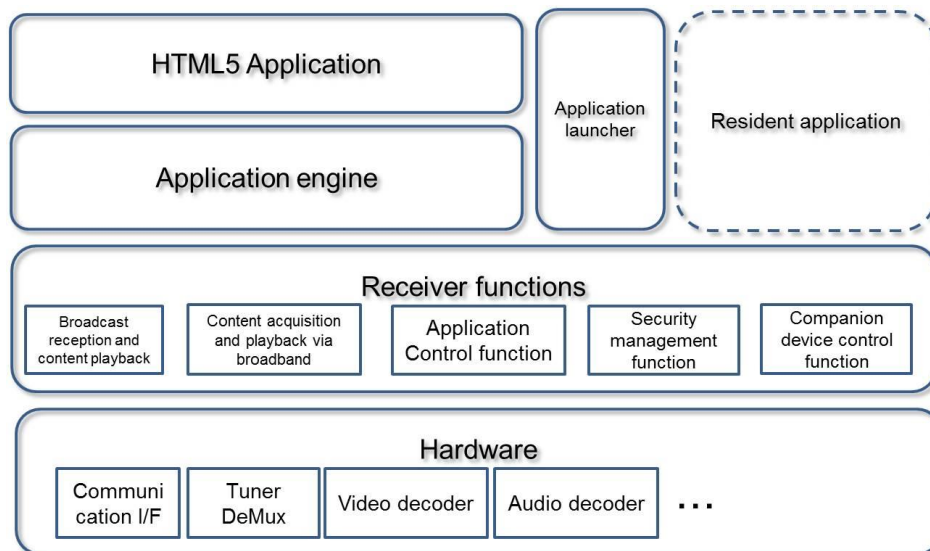 HTML5 Application
Application engine
Application
launcher
Resident application
Receiver functions
Broadcast
reception and
content playback
Content acquisition
and playback via
broadband
Application
Control function
Security
management
function
Companion
device control
function
Hardware
Communi
cation I/F
Tuner
DeMux
Video decoder
Audio decoder
...